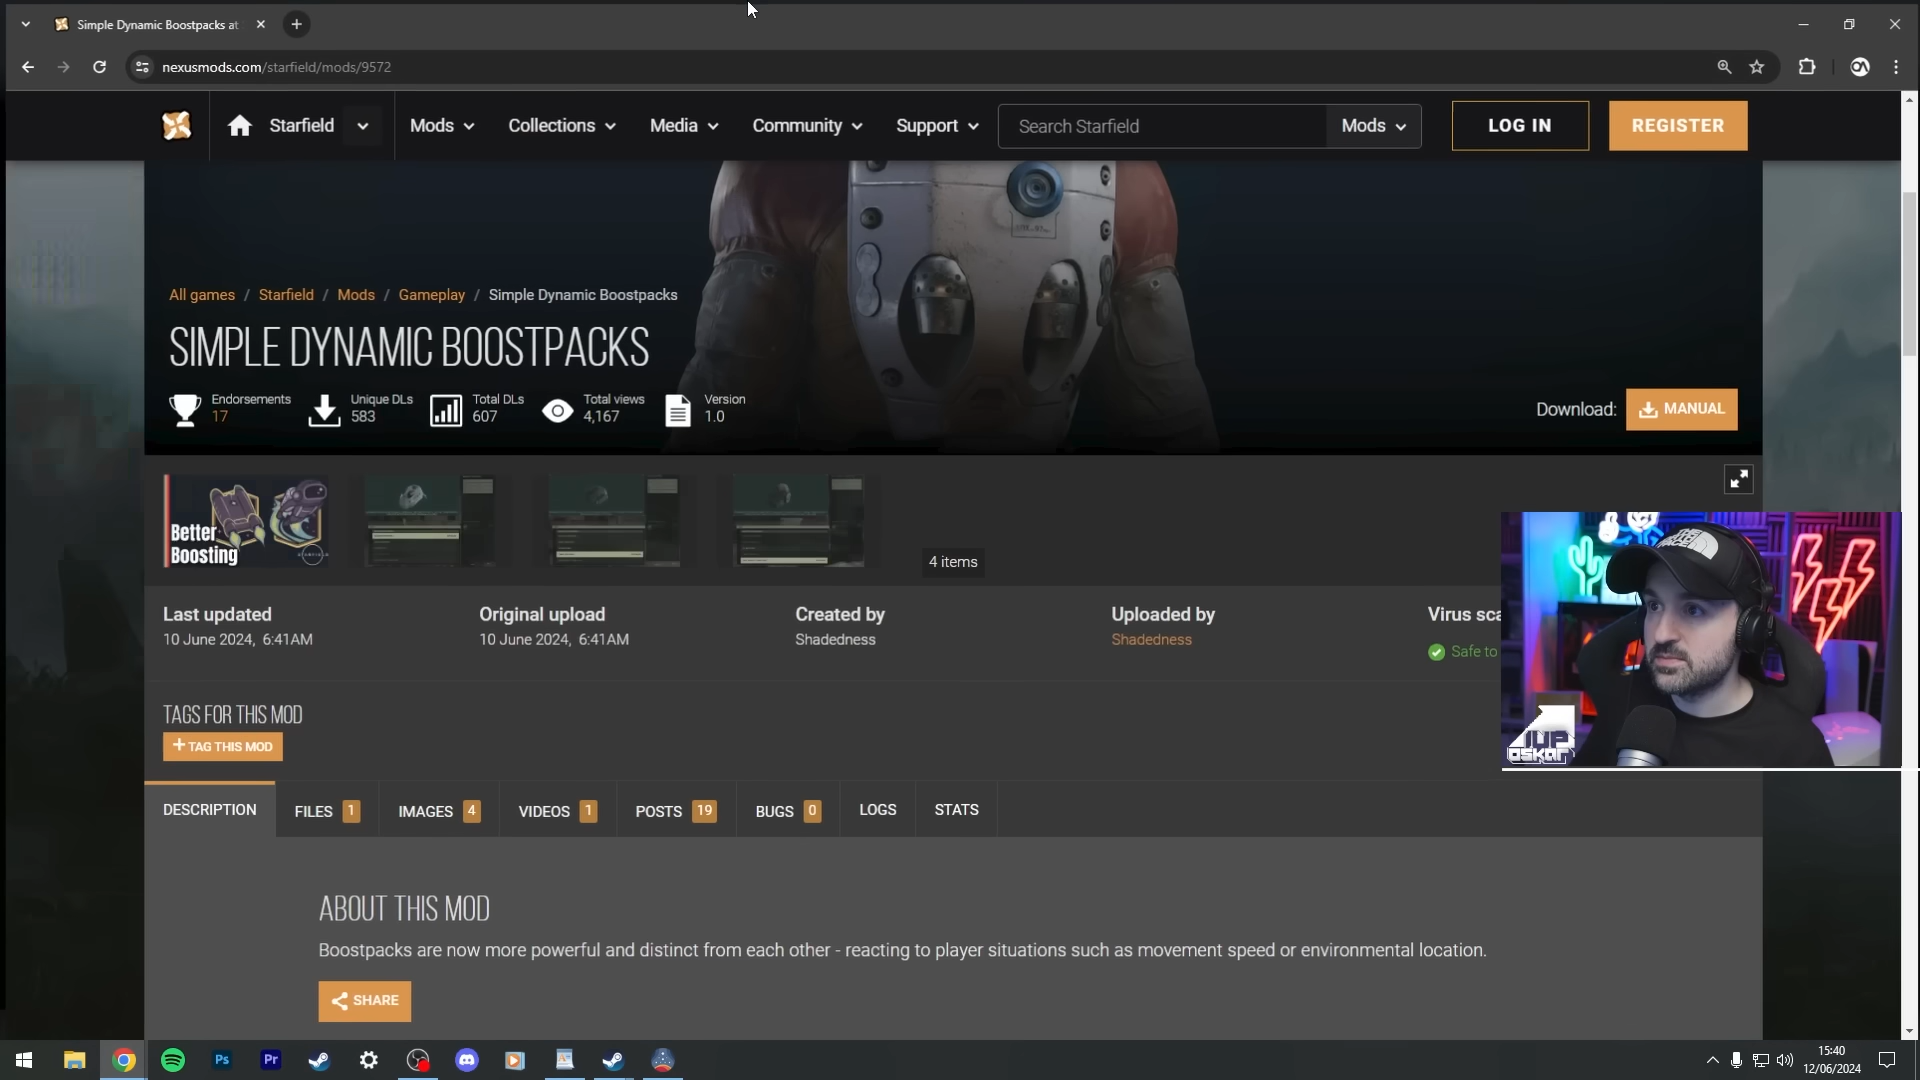 Simple Dynamic Boostpacks at
nexusmods.com/starfield/mods/9572
Starfield
Mods
Collections
Media
Community
Support
Search Starfield
Mods
LOG IN
REGISTER
All games / Starfield / Mods / Gameplay / Simple Dynamic Boostpacks
SIMPLE DYNAMIC BOOSTPACKS
Endorsements
17
Unique DLs
583
Total DLs
607
Total views
4,167
Version
1.0
Download:
MANUAL
Better
Boosting
4 items
Last updated
10 June 2024, 6:41AM
Original upload
10 June 2024, 6:41AM
Created by
Shadedness
Uploaded by
Shadedness
Virus sca
Safe to
1UP
oskar
TAGS FOR THIS MOD
+ TAG THIS MOD
DESCRIPTION
FILES 1
IMAGES 4
VIDEOS 1
POSTS 19
BUGS 0
LOGS
STATS
ABOUT THIS MOD
Boostpacks are now more powerful and distinct from each other - reacting to player situations such as movement speed or environmental location.
SHARE
Ps
Pr
15:40
12/06/2024